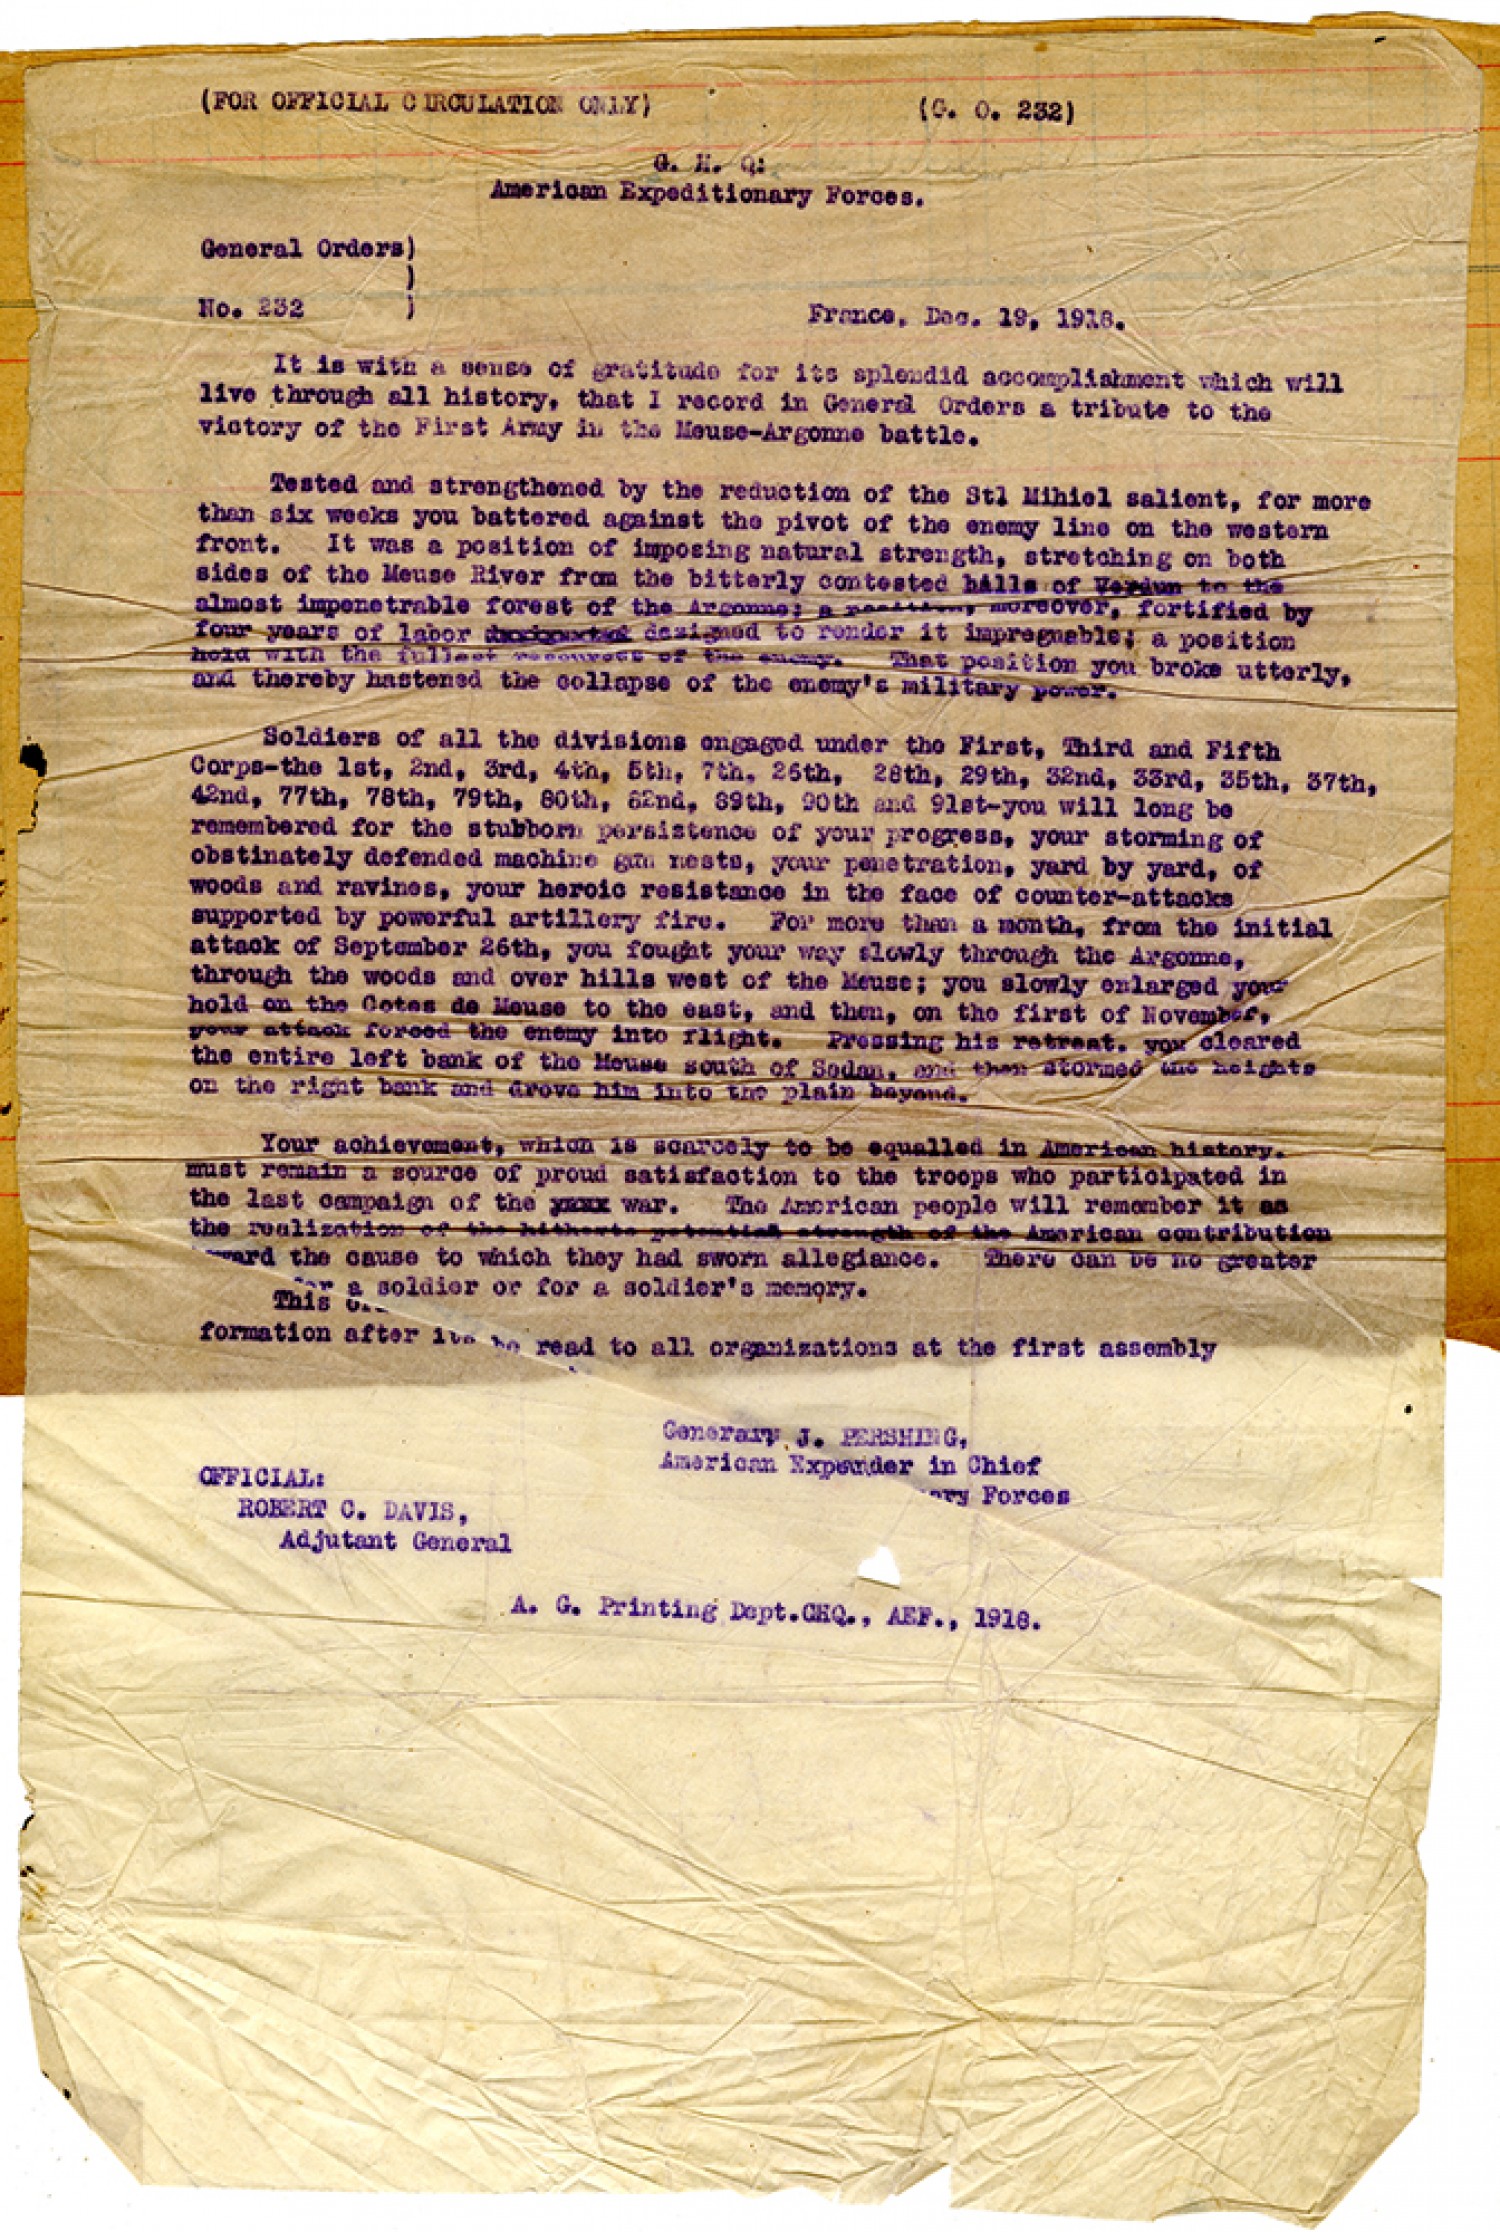 (FOR OFFICIAL CIRCULATION ONLY) (G. O. 232)
G. H. Q:
American Expeditionary Forces.
General Orders)
)
No. 232 )
France, Dec. 19, 1918.
It is with a sense of gratitude for its splendid accomplishment which will
live through all history, that I record in General Orders a tribute to the
victory of the First Army in the Meuse-Argonne battle.
Tested and strengthened by the reduction of the Stl Mihiel salient, for more
than six weeks you battered against the pivot of the enemy line on the western
front. It was a position of imposing natural strength, stretching on both
sides of the Meuse River from the bitterly contested hills of Verdun to the
almost impenetrable forest of the Argonne; a position, moreover, fortified by
four years of labor designed to render it impregnable; a position
held with the fullest resources of the enemy. That position you broke utterly,
and thereby hastened the collapse of the enemy's military power.
Soldiers of all the divisions engaged under the First, Third and Fifth
Corps-the 1st, 2nd, 3rd, 4th, 5th, 7th, 26th, 28th, 29th, 32nd, 33rd, 35th, 37th,
42nd, 77th, 78th, 79th, 80th, 82nd, 89th, 90th and 91st-you will long be
remembered for the stubborn persistence of your progress, your storming of
obstinately defended machine gun nests, your penetration, yard by yard, of
woods and ravines, your heroic resistance in the face of counter-attacks
supported by powerful artillery fire. For more than a month, from the initial
attack of September 26th, you fought your way slowly through the Argonne,
through the woods and over hills west of the Meuse; you slowly enlarged your
hold on the Cotes de Meuse to the east, and then, on the first of November,
your attack forced the enemy into flight. Pressing his retreat, you cleared
the entire left bank of the Meuse south of Sedan, and then stormed the heights
on the right bank and drove him into the plain beyond.
Your achievement, which is scarcely to be equalled in American history,
must remain a source of proud satisfaction to the troops who participated in
the last campaign of the xxxx war. The American people will remember it as
the realization of the hitherto potential strength of the American contribution
ward the cause to which they had sworn allegiance. There can be no greater
for a soldier or for a soldier's memory.
This
formation after its be read to all organizations at the first assembly
General J. PERSHING,
American Expe nder in Chief
ary Forces
OFFICIAL:
ROBERT C. DAVIS,
Adjutant General
A. G. Printing Dept.GHQ., AEF., 1918.